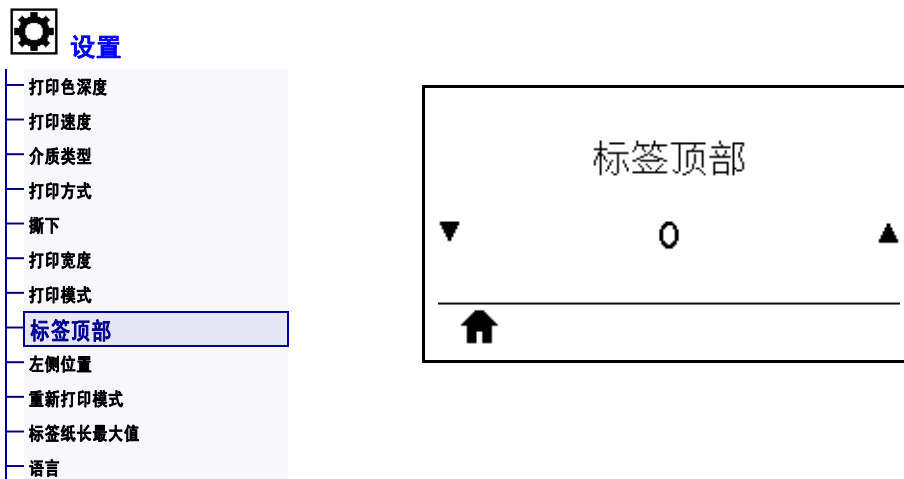 设置
打印色深度
打印速度
介质类型
打印方式
撕下
打印宽度
打印模式
标签顶部
左侧位置
重新打印模式
标签纸长最大值
语言
标签顶部
0